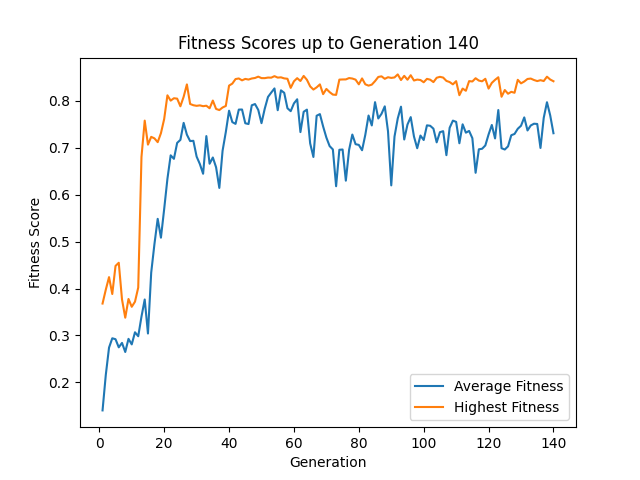 Fitness Scores up to Generation 140
Fitness Score
0.8
0.7
0.6
0.5
0.4
0.3
0.2
0 20 40 60 80 100 120 140
Generation
Average Fitness
Highest Fitness